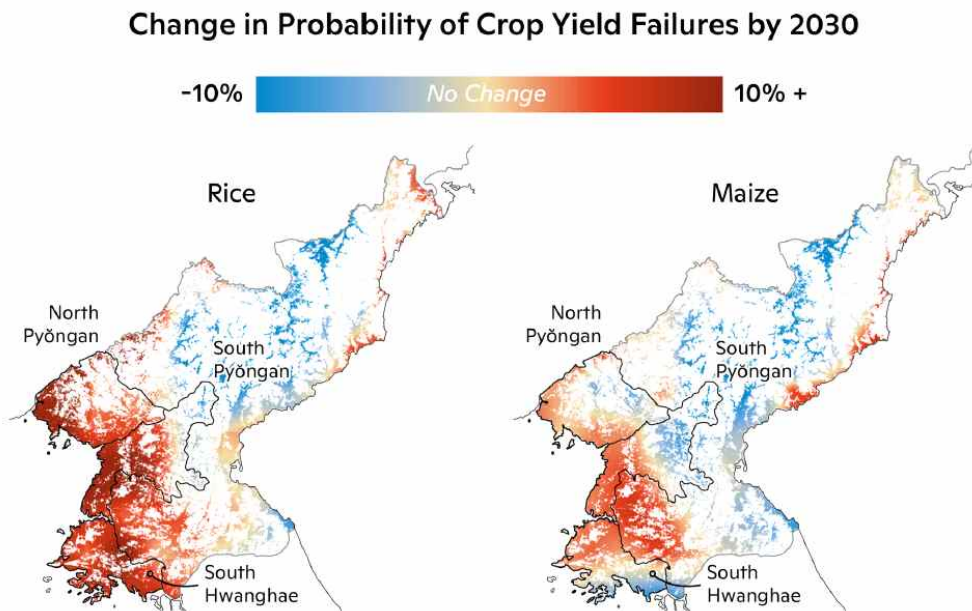 Change in Probability of Crop Yield Failures by 2030
-10% No Change 10% +
Rice
Maize
North
Pyŏngan
South
Pyŏngan
South
Hwanghae
North
Pyŏngan
South
Pyŏngan
South
Hwanghae